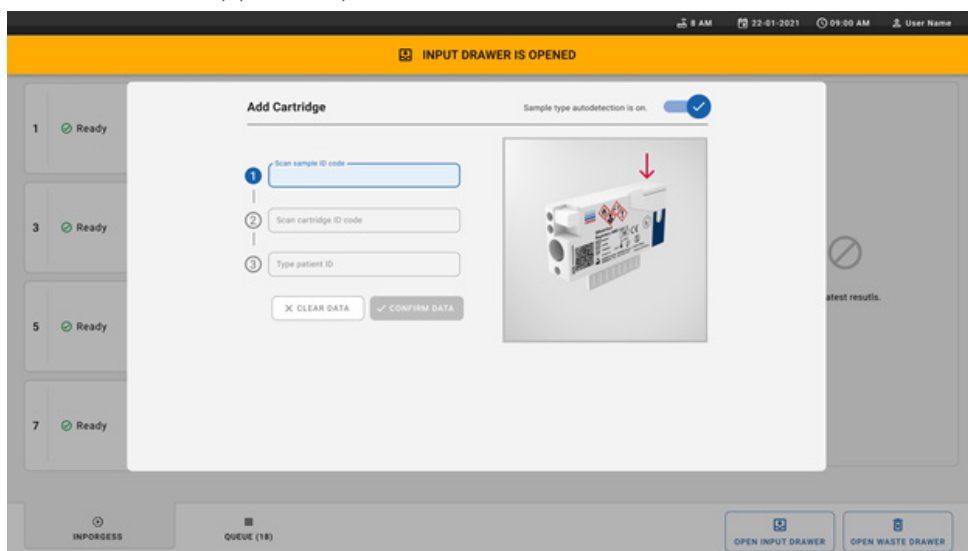 8 AM 22-01-2021 09:00 AM User Name
INPUT DRAWER IS OPENED
Add Cartridge
Sample type autodetection is on.
1 Ready
Scan sample ID code
1
2 Scan cartridge ID code
3 Type patient ID
CLEAR DATA CONFIRM DATA
3 Ready
5 Ready
7 Ready
atest resutls.
INPORGESS
QUEUE (18)
OPEN INPUT DRAWER
OPEN WASTE DRAWER